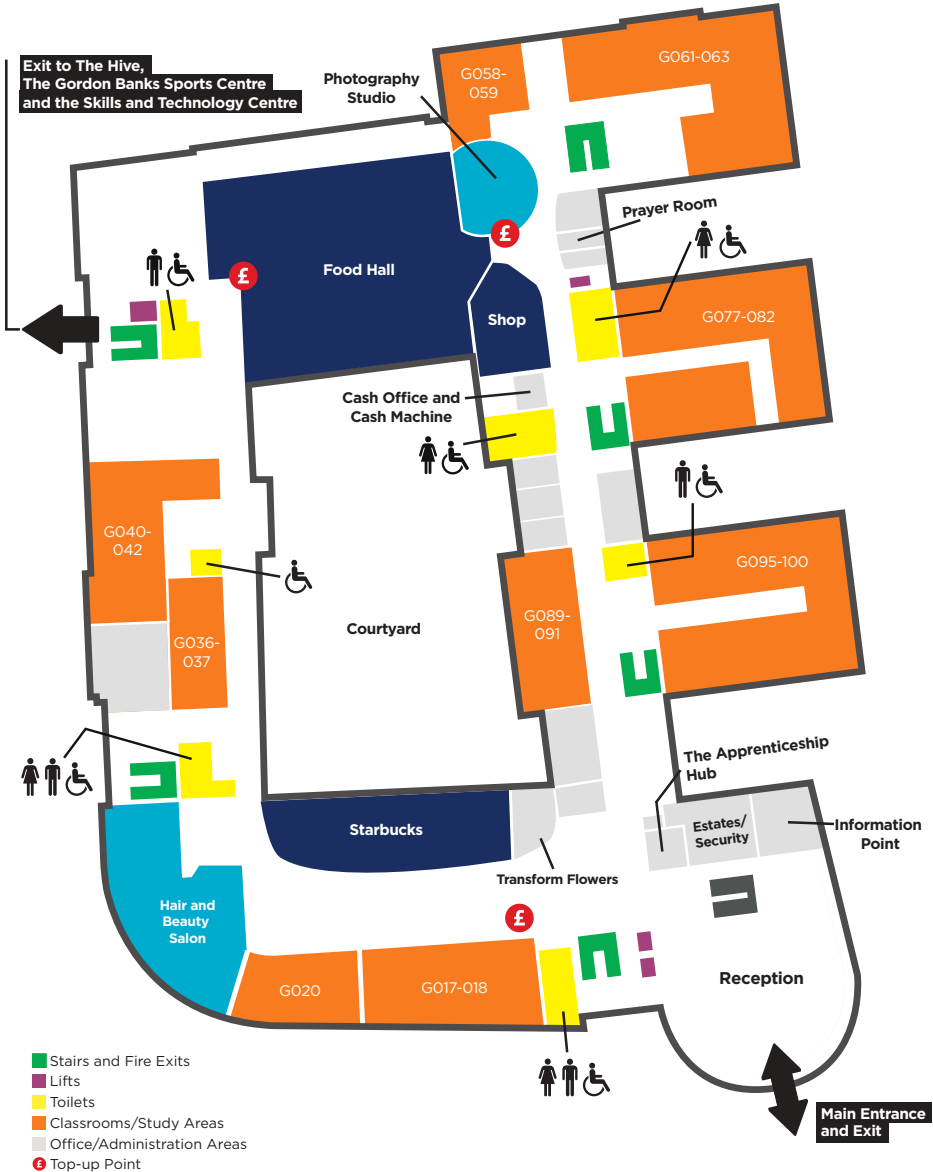 Exit to The Hive,
The Gordon Banks Sports Centre
and the Skills and Technology Centre
Photography
Studio
G058-
059
G061-063
Prayer Room
£
£
Food Hall
Shop
G077-082
Cash Office and
Cash Machine
G040-
042
G095-100
G036-
037
Courtyard
G089-
091
The Apprenticeship
Hub
Starbucks
Estates/
Security
Information
Point
Transform Flowers
Hair and
Beauty
Salon
£
G020
G017-018
Reception
Stairs and Fire Exits
Lifts
Toilets
Classrooms/Study Areas
Office/Administration Areas
£ Top-up Point
Main Entrance
and Exit